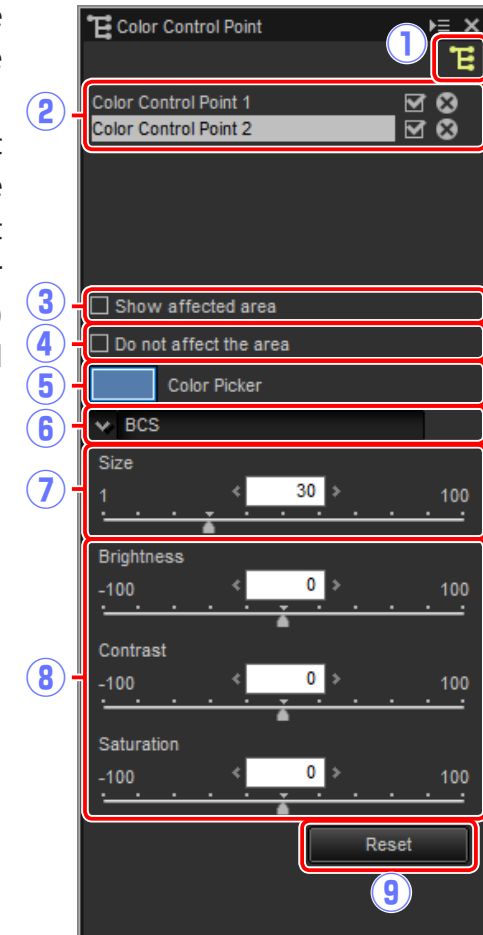 Color Control Point
1
2
Color Control Point 1
Color Control Point 2
3
Show affected area
4
Do not affect the area
5
Color Picker
6
BCS
7
Size
1 30 100
8
Brightness
-100 0 100
Contrast
-100 0 100
Saturation
-100 0 100
Reset
9